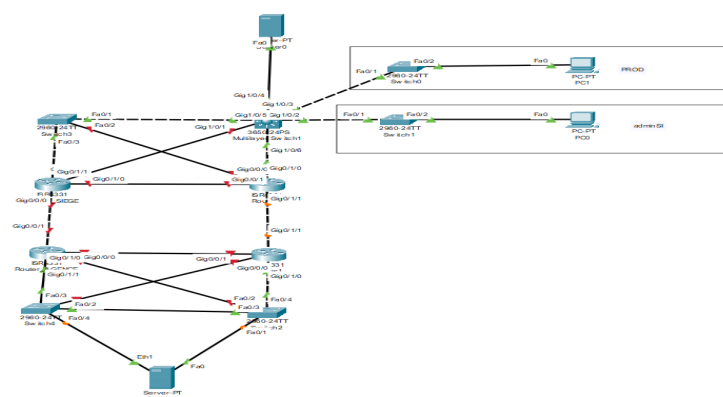 Fa0
Fa0/2
Fa0
PROD
Fa0/1
2960-24TT
Switch0
PC-PT
PC1
Gig1/0/4
Gig1/0/3
Fa0/1
Gig1/0/5
Gig1/0/2
Fa0/1
Fa0/2
Fa0
2960-24TT
Switch3
Fa0/2
Gig1/0/1
3650-24PS
Multilayer Switch1
2960-24TT
Switch1
PC-PT
PC0
adminSI
Fa0/3
Gig1/0/6
Gig0/1/1
Gig0/0/0
Gig0/1/0
Gig0/1/0
Gig0/0/1
Gig0/0/0
SIEGE
Gig0/1/1
Gig0/0/1
Gig0/1/1
Gig0/1/0
Gig0/0/0
Gig0/0/1
Gig0/1/1
Gig0/0/0
Gig0/1/0
Fa0/3
Fa0/2
Fa0/2
Fa0/4
Fa0/3
2960-24TT
Switch4
Fa0/4
Fa0/1
Eth1
Fa0
Server-PT